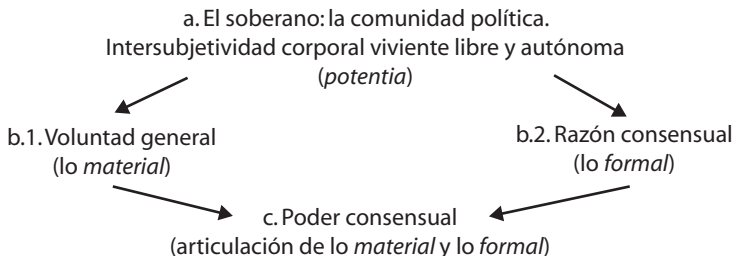 a. El soberano: la comunidad política.
Intersubjetividad corporal viviente libre y autónoma
(potentia)
b.1. Voluntad general
(lo material)
b.2. Razón consensual
(lo formal)
c. Poder consensual
(articulación de lo material y lo formal)